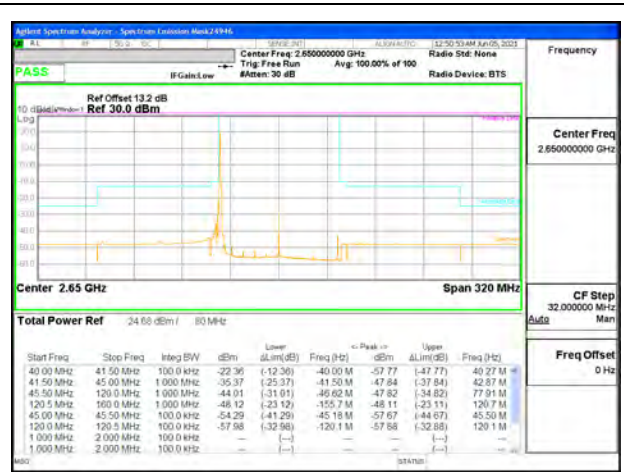 Agilent Spectrum Analyzer - Spectrum Emission Mask24946
RL RF 50 Ω DC SENSE:INT ALIGN AUTO 12:50:53 AM Jun 05, 2021
Center Freq: 2.650000000 GHz Radio Std: None Frequency
Trig: Free Run Avg: 100.00% of 100
PASS IFGain:Low #Atten: 30 dB Radio Device: BTS
Ref Offset 13.2 dB
10 dB Ref 30.0 dBm
Log
Center Freq
2.650000000 GHz
Center 2.65 GHz Span 320 MHz
CF Step
32.000000 MHz
Auto Man
Total Power Ref 24.68 dBm / 80 MHz
Lower <- Peak -> Upper
Start Freq Stop Freq Integ BW dBm ΔLim(dB) Freq (Hz) dBm ΔLim(dB) Freq (Hz)
40.00 MHz 41.50 MHz 100.0 kHz -22.36 (-12.36) -40.00 M -57.77 (-47.77) 40.27 M
41.50 MHz 45.00 MHz 1.000 MHz -35.37 (-25.37) -41.50 M -47.84 (-37.84) 42.87 M
45.50 MHz 120.0 MHz 1.000 MHz -44.01 (-31.01) -46.62 M -47.82 (-34.82) 77.91 M
120.5 MHz 160.0 MHz 1.000 MHz -48.12 (-23.12) -155.7 M -48.11 (-23.11) 120.7 M
45.00 MHz 45.50 MHz 100.0 kHz -54.29 (-41.29) -45.18 M -57.67 (-44.67) 45.50 M
120.0 MHz 120.5 MHz 100.0 kHz -57.98 (-32.98) -120.1 M -57.88 (-32.88) 120.1 M
1.000 MHz 2.000 MHz 100.0 kHz --- (---) --- --- (---) ---
1.000 MHz 2.000 MHz 100.0 kHz --- (---) --- --- (---) ---
Freq Offset
0 Hz
MSG STATUS